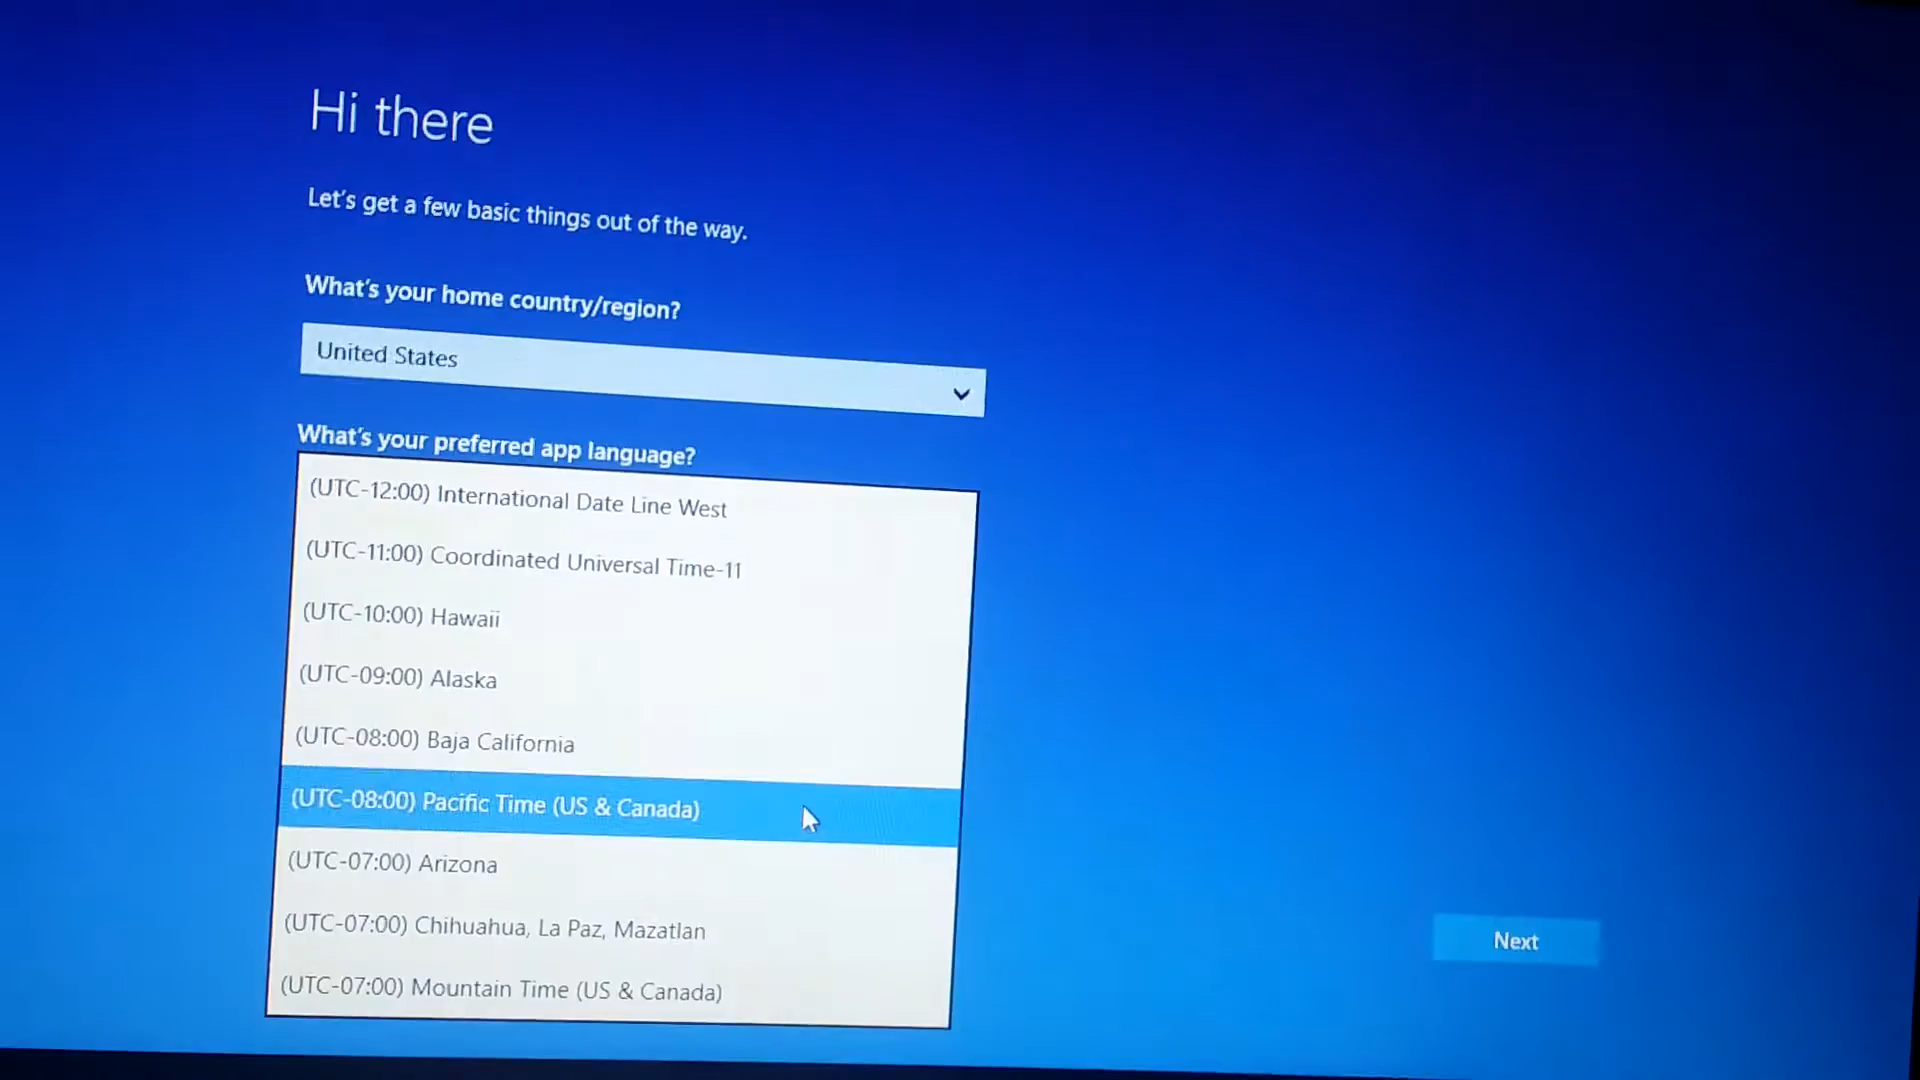 Hi there
Let's get a few basic things out of the way.
What's your home country/region?
United States
What's your preferred app language?
(UTC-12:00) International Date Line West
(UTC-11:00) Coordinated Universal Time-11
(UTC-10:00) Hawaii
(UTC-09:00) Alaska
(UTC-08:00) Baja California
(UTC-08:00) Pacific Time (US & Canada)
(UTC-07:00) Arizona
(UTC-07:00) Chihuahua, La Paz, Mazatlan
(UTC-07:00) Mountain Time (US & Canada)
Next